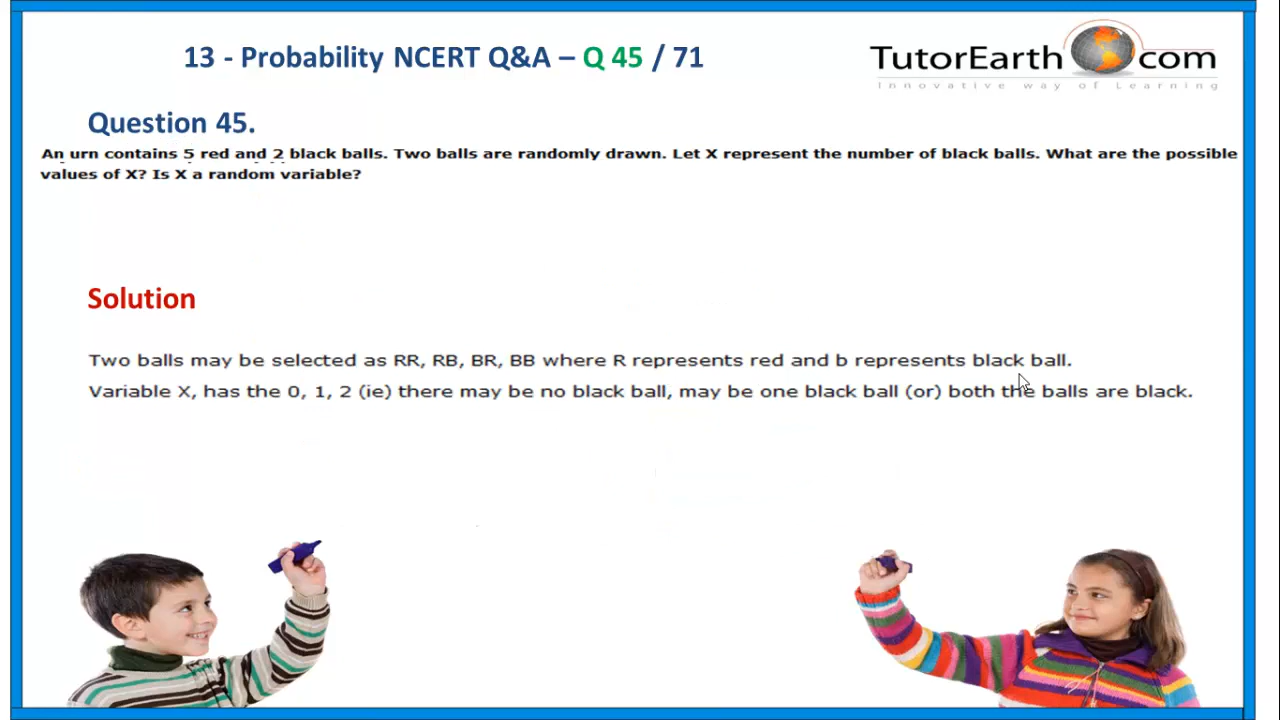 13 - Probability NCERT Q&A – Q 45 / 71
TutorEarth com
Innovative way of Learning
Question 45.
An urn contains 5 red and 2 black balls. Two balls are randomly drawn. Let X represent the number of black balls. What are the possible
values of X? Is X a random variable?
Solution
Two balls may be selected as RR, RB, BR, BB where R represents red and b represents black ball.
Variable X, has the 0, 1, 2 (ie) there may be no black ball, may be one black ball (or) both the balls are black.